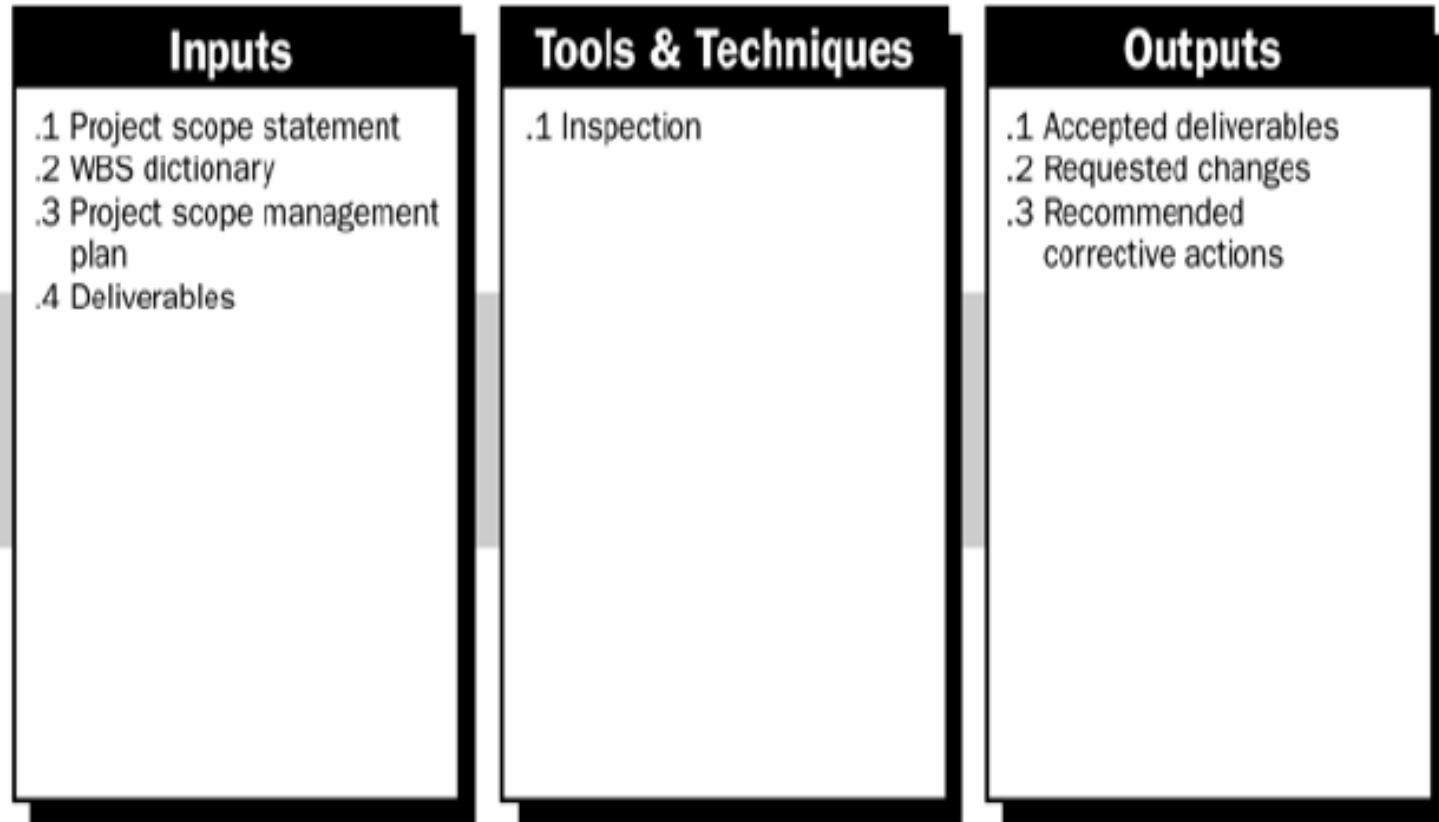 Inputs
.1 Project scope statement
.2 WBS dictionary
.3 Project scope management
plan
.4 Deliverables
Tools & Techniques
.1 Inspection
Outputs
.1 Accepted deliverables
.2 Requested changes
.3 Recommended
corrective actions